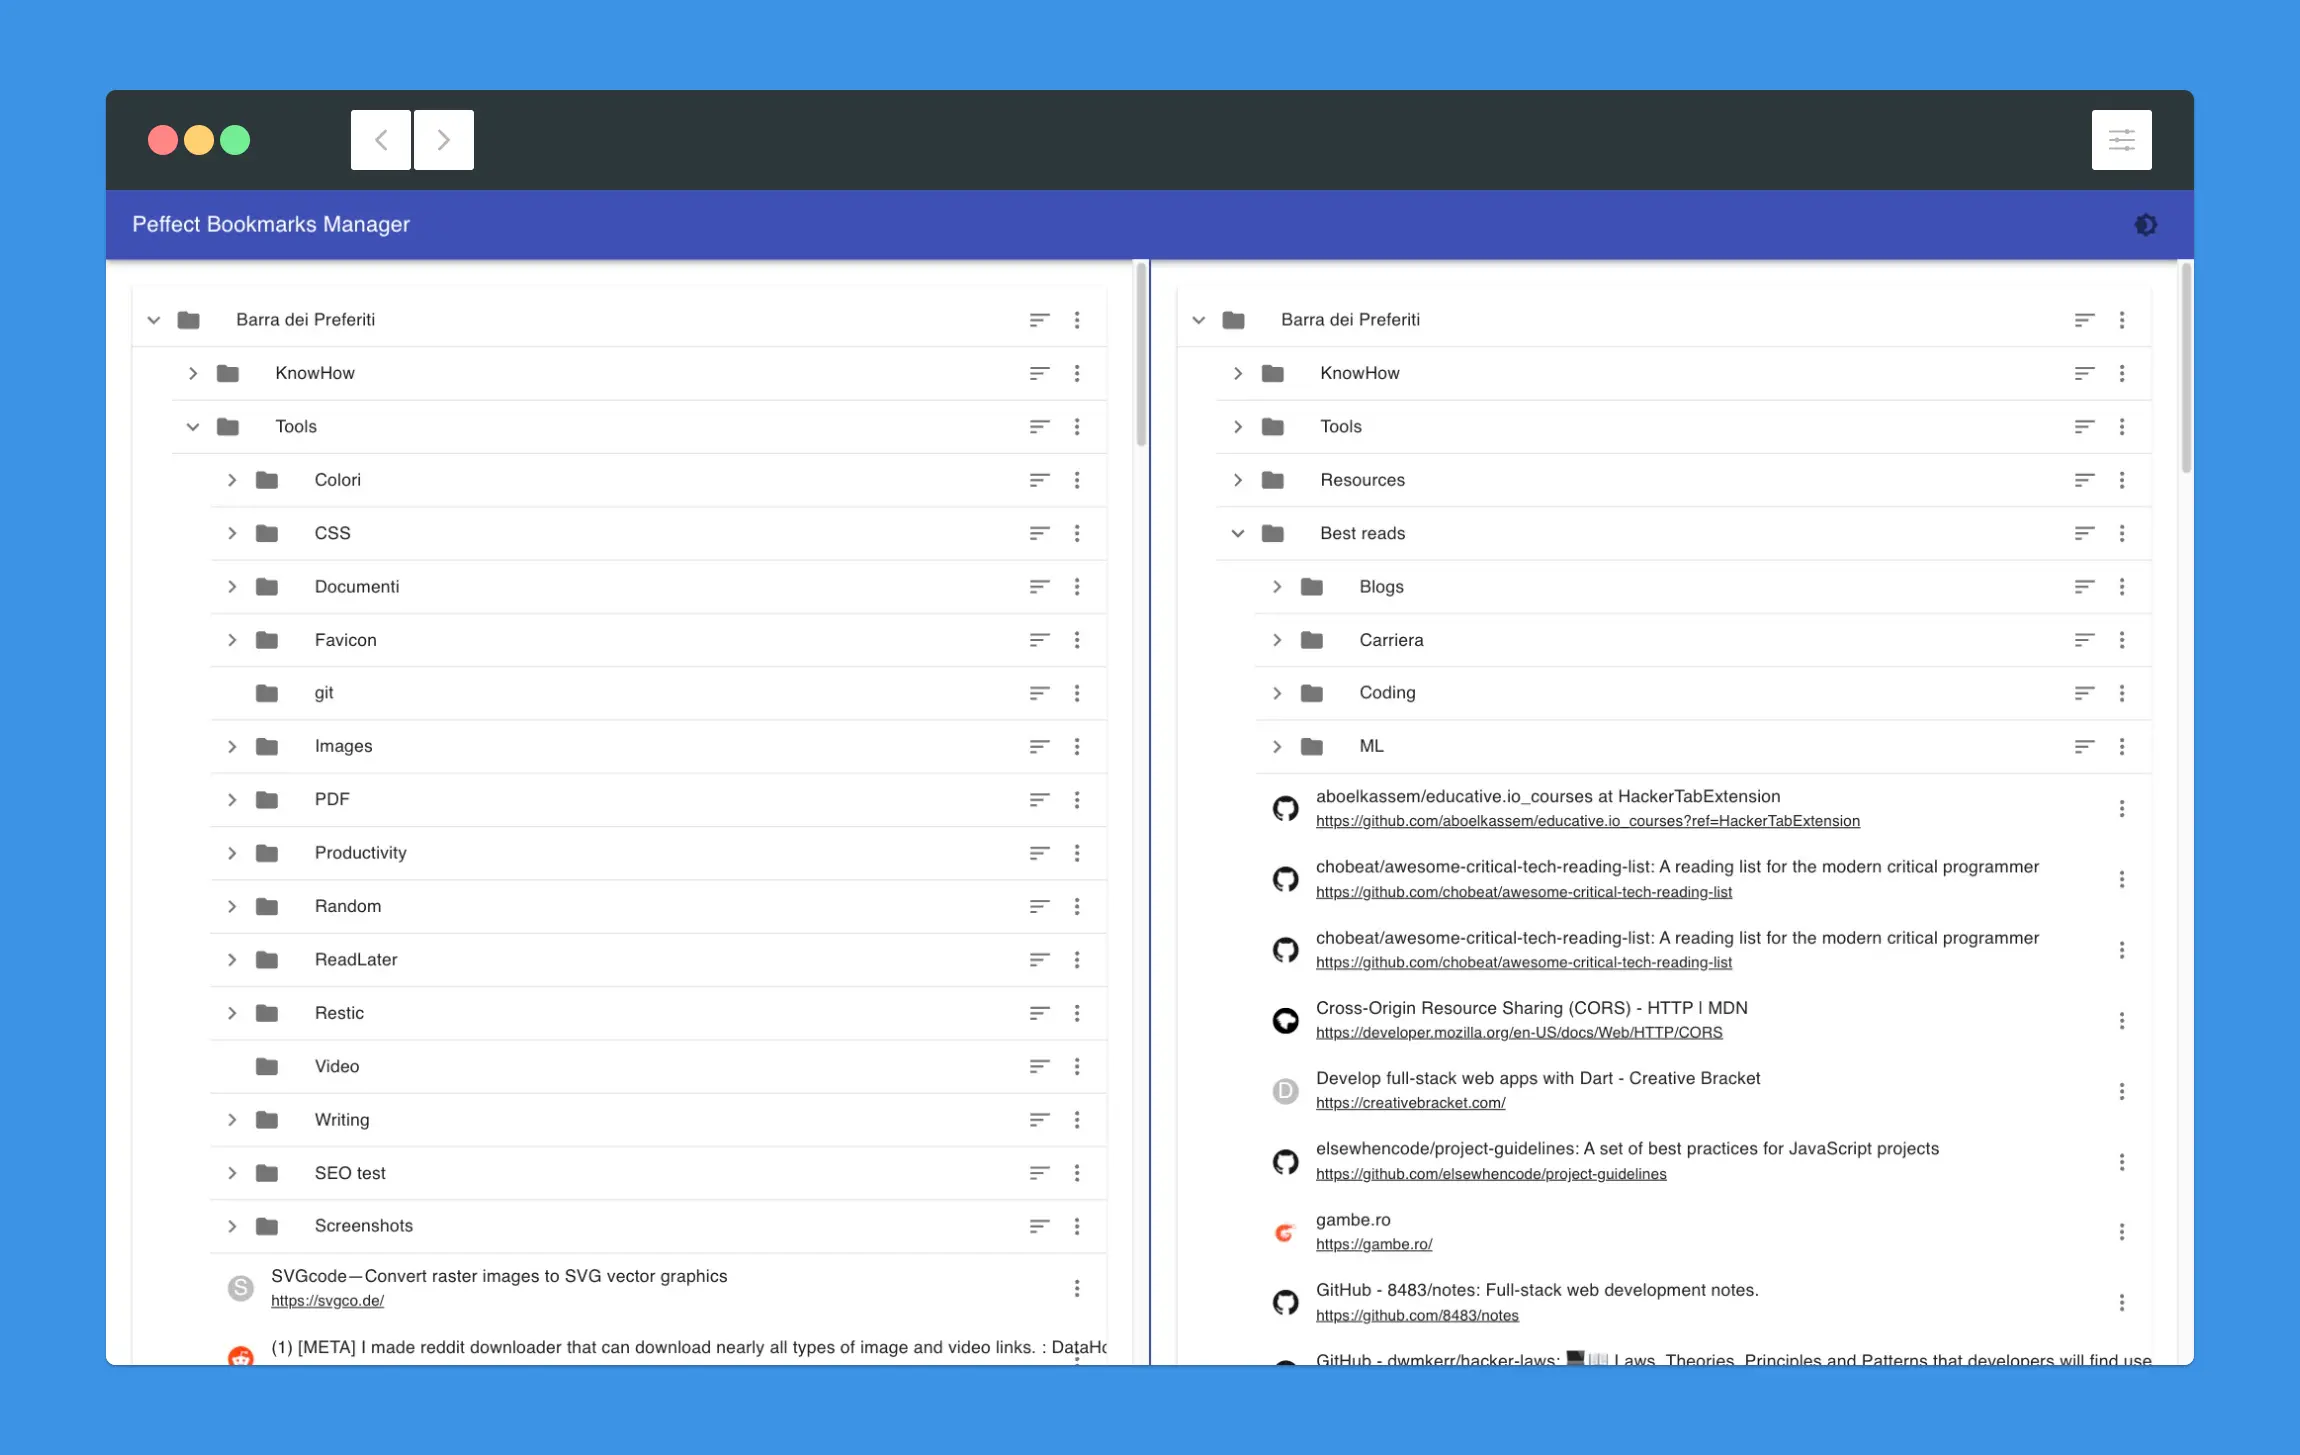 Peffect Bookmarks Manager
Barra dei Preferiti
KnowHow
Tools
Colori
CSS
Documenti
Favicon
git
Images
PDF
Productivity
Random
ReadLater
Restic
Video
Writing
SEO test
Screenshots
S
SVGcode—Convert raster images to SVG vector graphics
https://svgco.de/
(1) [META] I made reddit downloader that can download nearly all types of image and video links. : DataHo
Barra dei Preferiti
KnowHow
Tools
Resources
Best reads
Blogs
Carriera
Coding
ML
aboelkassem/educative.io_courses at HackerTabExtension
https://github.com/aboelkassem/educative.io_courses?ref=HackerTabExtension
chobeat/awesome-critical-tech-reading-list: A reading list for the modern critical programmer
https://github.com/chobeat/awesome-critical-tech-reading-list
chobeat/awesome-critical-tech-reading-list: A reading list for the modern critical programmer
https://github.com/chobeat/awesome-critical-tech-reading-list
Cross-Origin Resource Sharing (CORS) - HTTP | MDN
https://developer.mozilla.org/en-US/docs/Web/HTTP/CORS
D
Develop full-stack web apps with Dart - Creative Bracket
https://creativebracket.com/
elsewhencode/project-guidelines: A set of best practices for JavaScript projects
https://github.com/elsewhencode/project-guidelines
gambe.ro
https://gambe.ro/
GitHub - 8483/notes: Full-stack web development notes.
https://github.com/8483/notes
GitHub - dwmkerr/hacker-laws: 💻📖 Laws, Theories, Principles and Patterns that developers will find use